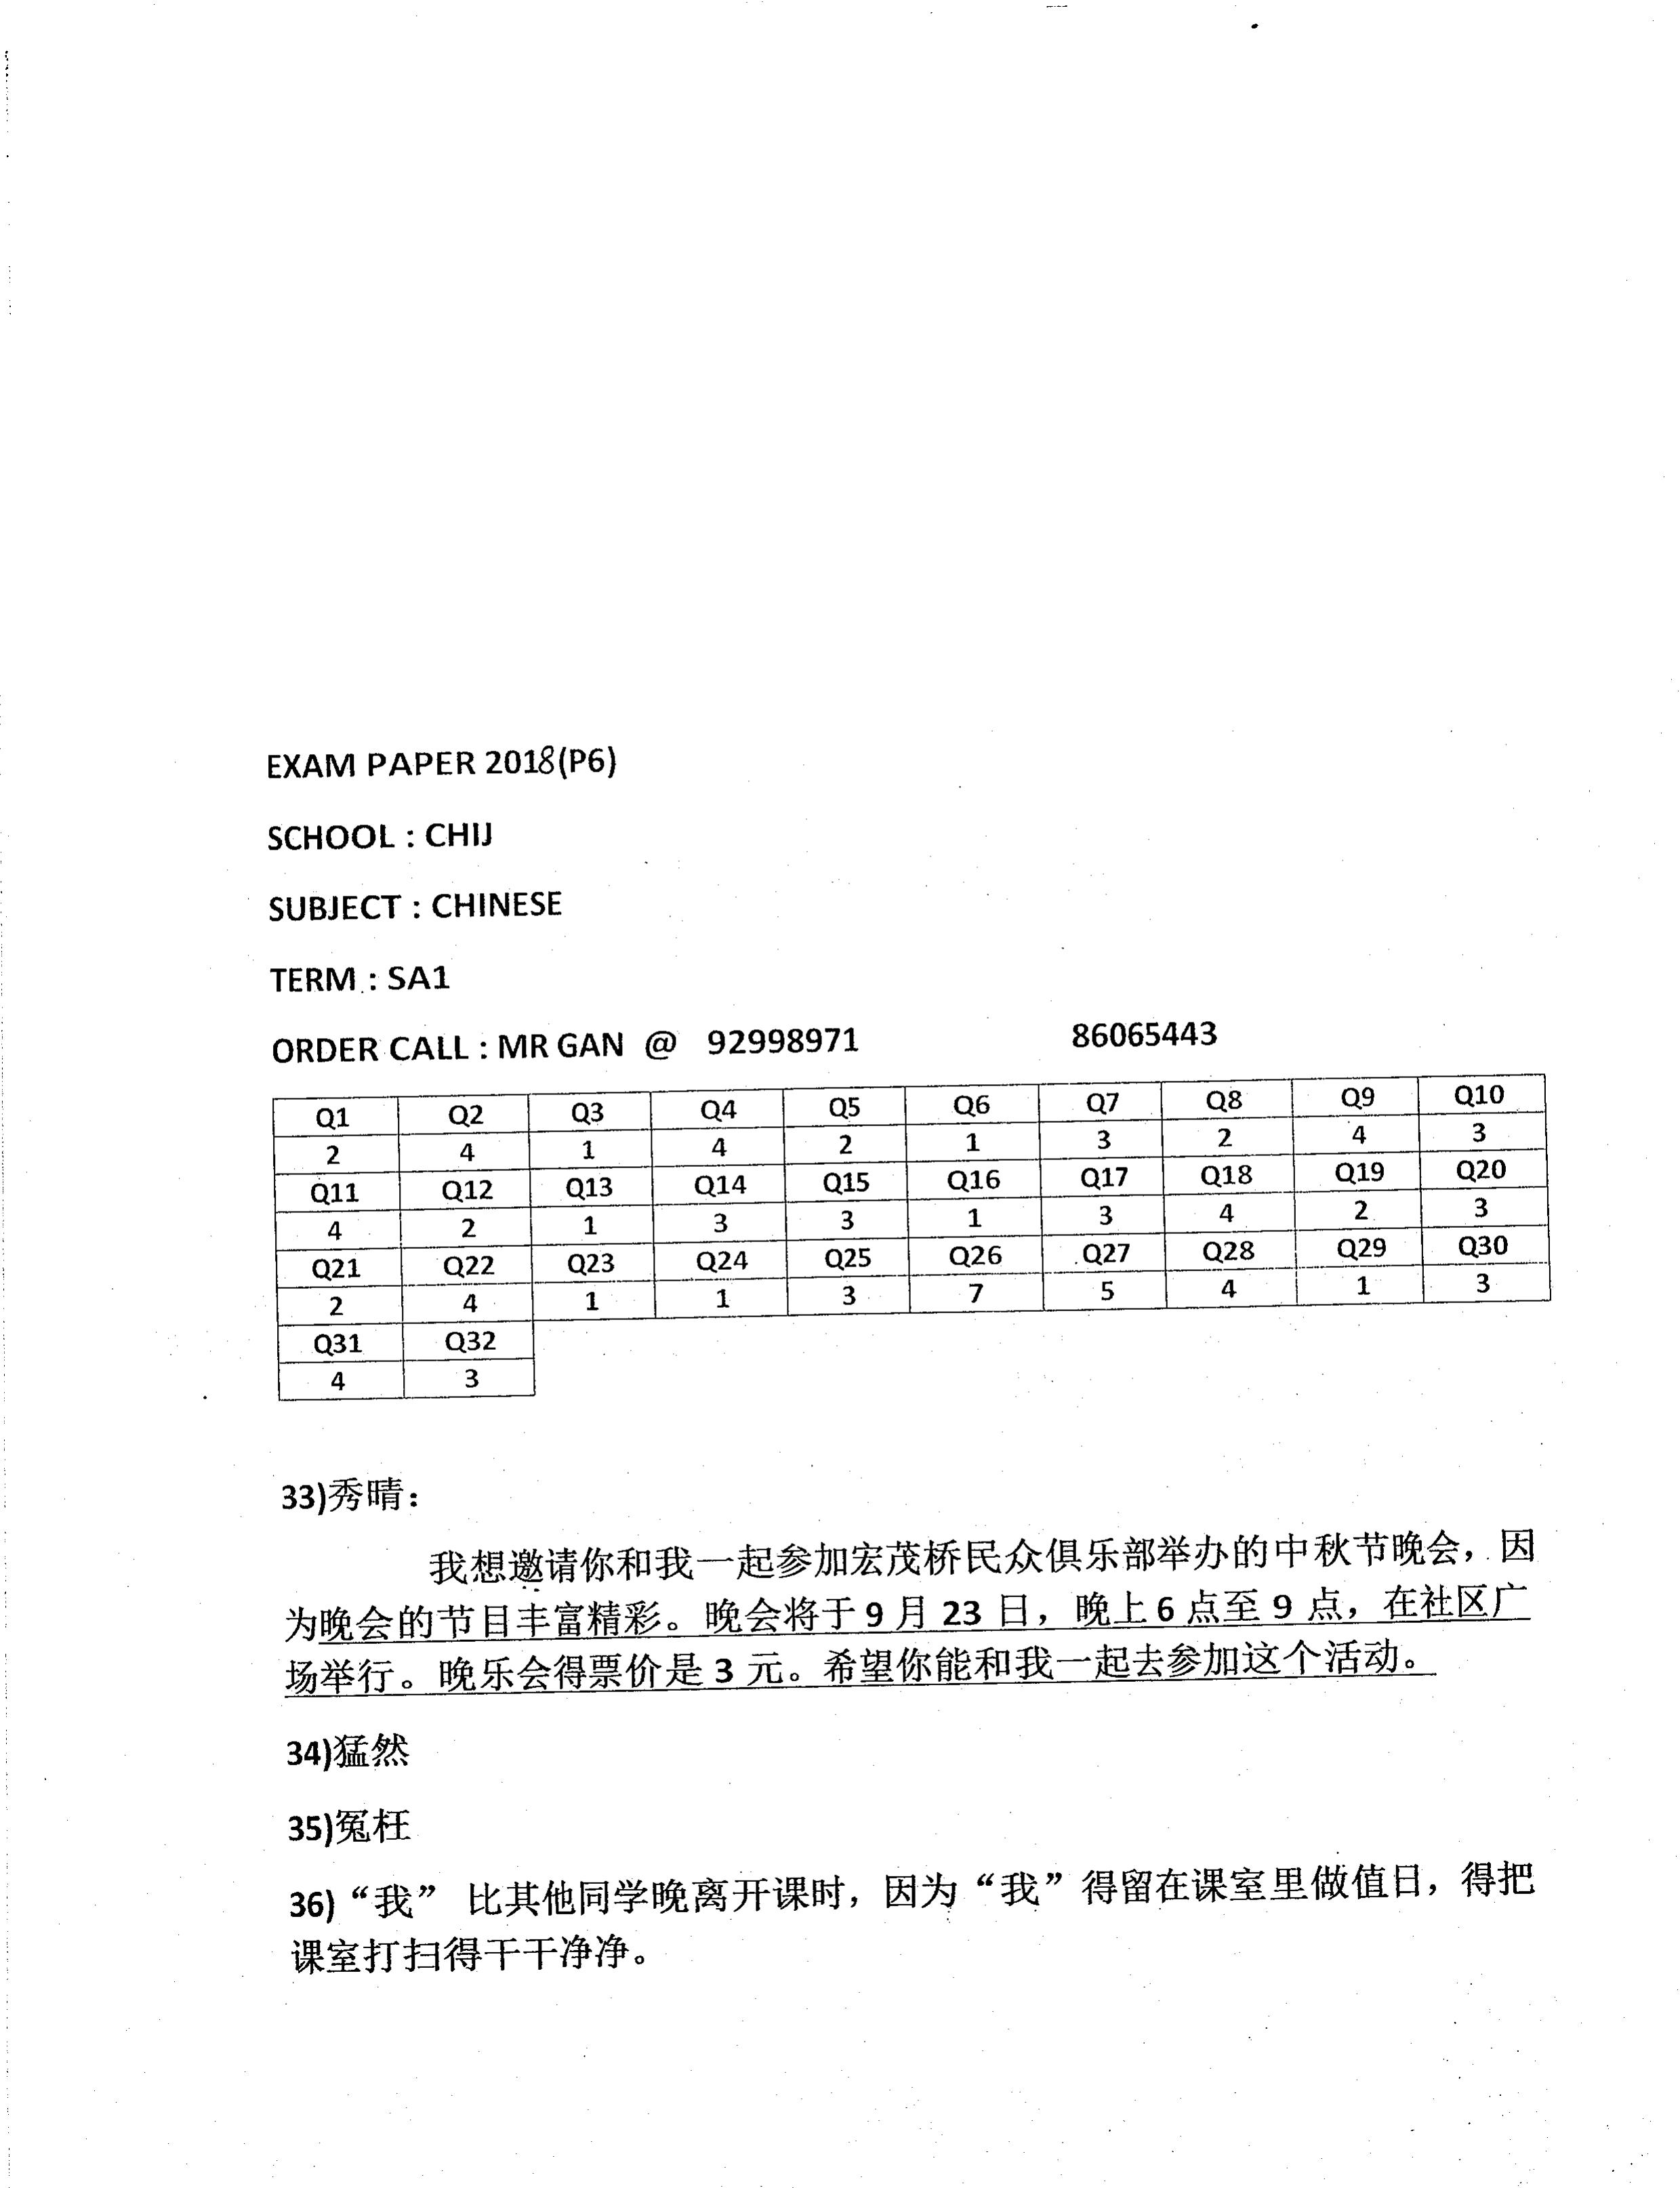 EXAM PAPER 2018(P6)
SCHOOL : CHIJ
SUBJECT : CHINESE
TERM : SA1
ORDER CALL : MR GAN @ 92998971 86065443
Q1 Q2 Q3 Q4 Q5 Q6 Q7 Q8 Q9 Q10
2 4 1 4 2 1 3 2 4 3
Q11 Q12 Q13 Q14 Q15 Q16 Q17 Q18 Q19 Q20
4 2 1 3 3 1 3 4 2 3
Q21 Q22 Q23 Q24 Q25 Q26 Q27 Q28 Q29 Q30
2 4 1 1 3 7 5 4 1 3
Q31 Q32
4 3
33)秀晴：
我想邀请你和我一起参加宏茂桥民众俱乐部举办的中秋节晚会，因
为晚会的节目丰富精彩。晚会将于 9 月 23 日，晚上 6 点至 9 点，在社区广
场举行。晚乐会得票价是 3 元。希望你能和我一起去参加这个活动。
34)猛然
35)冤枉
36)“我” 比其他同学晚离开课时，因为“我”得留在课室里做值日，得把
课室打扫得干干净净。